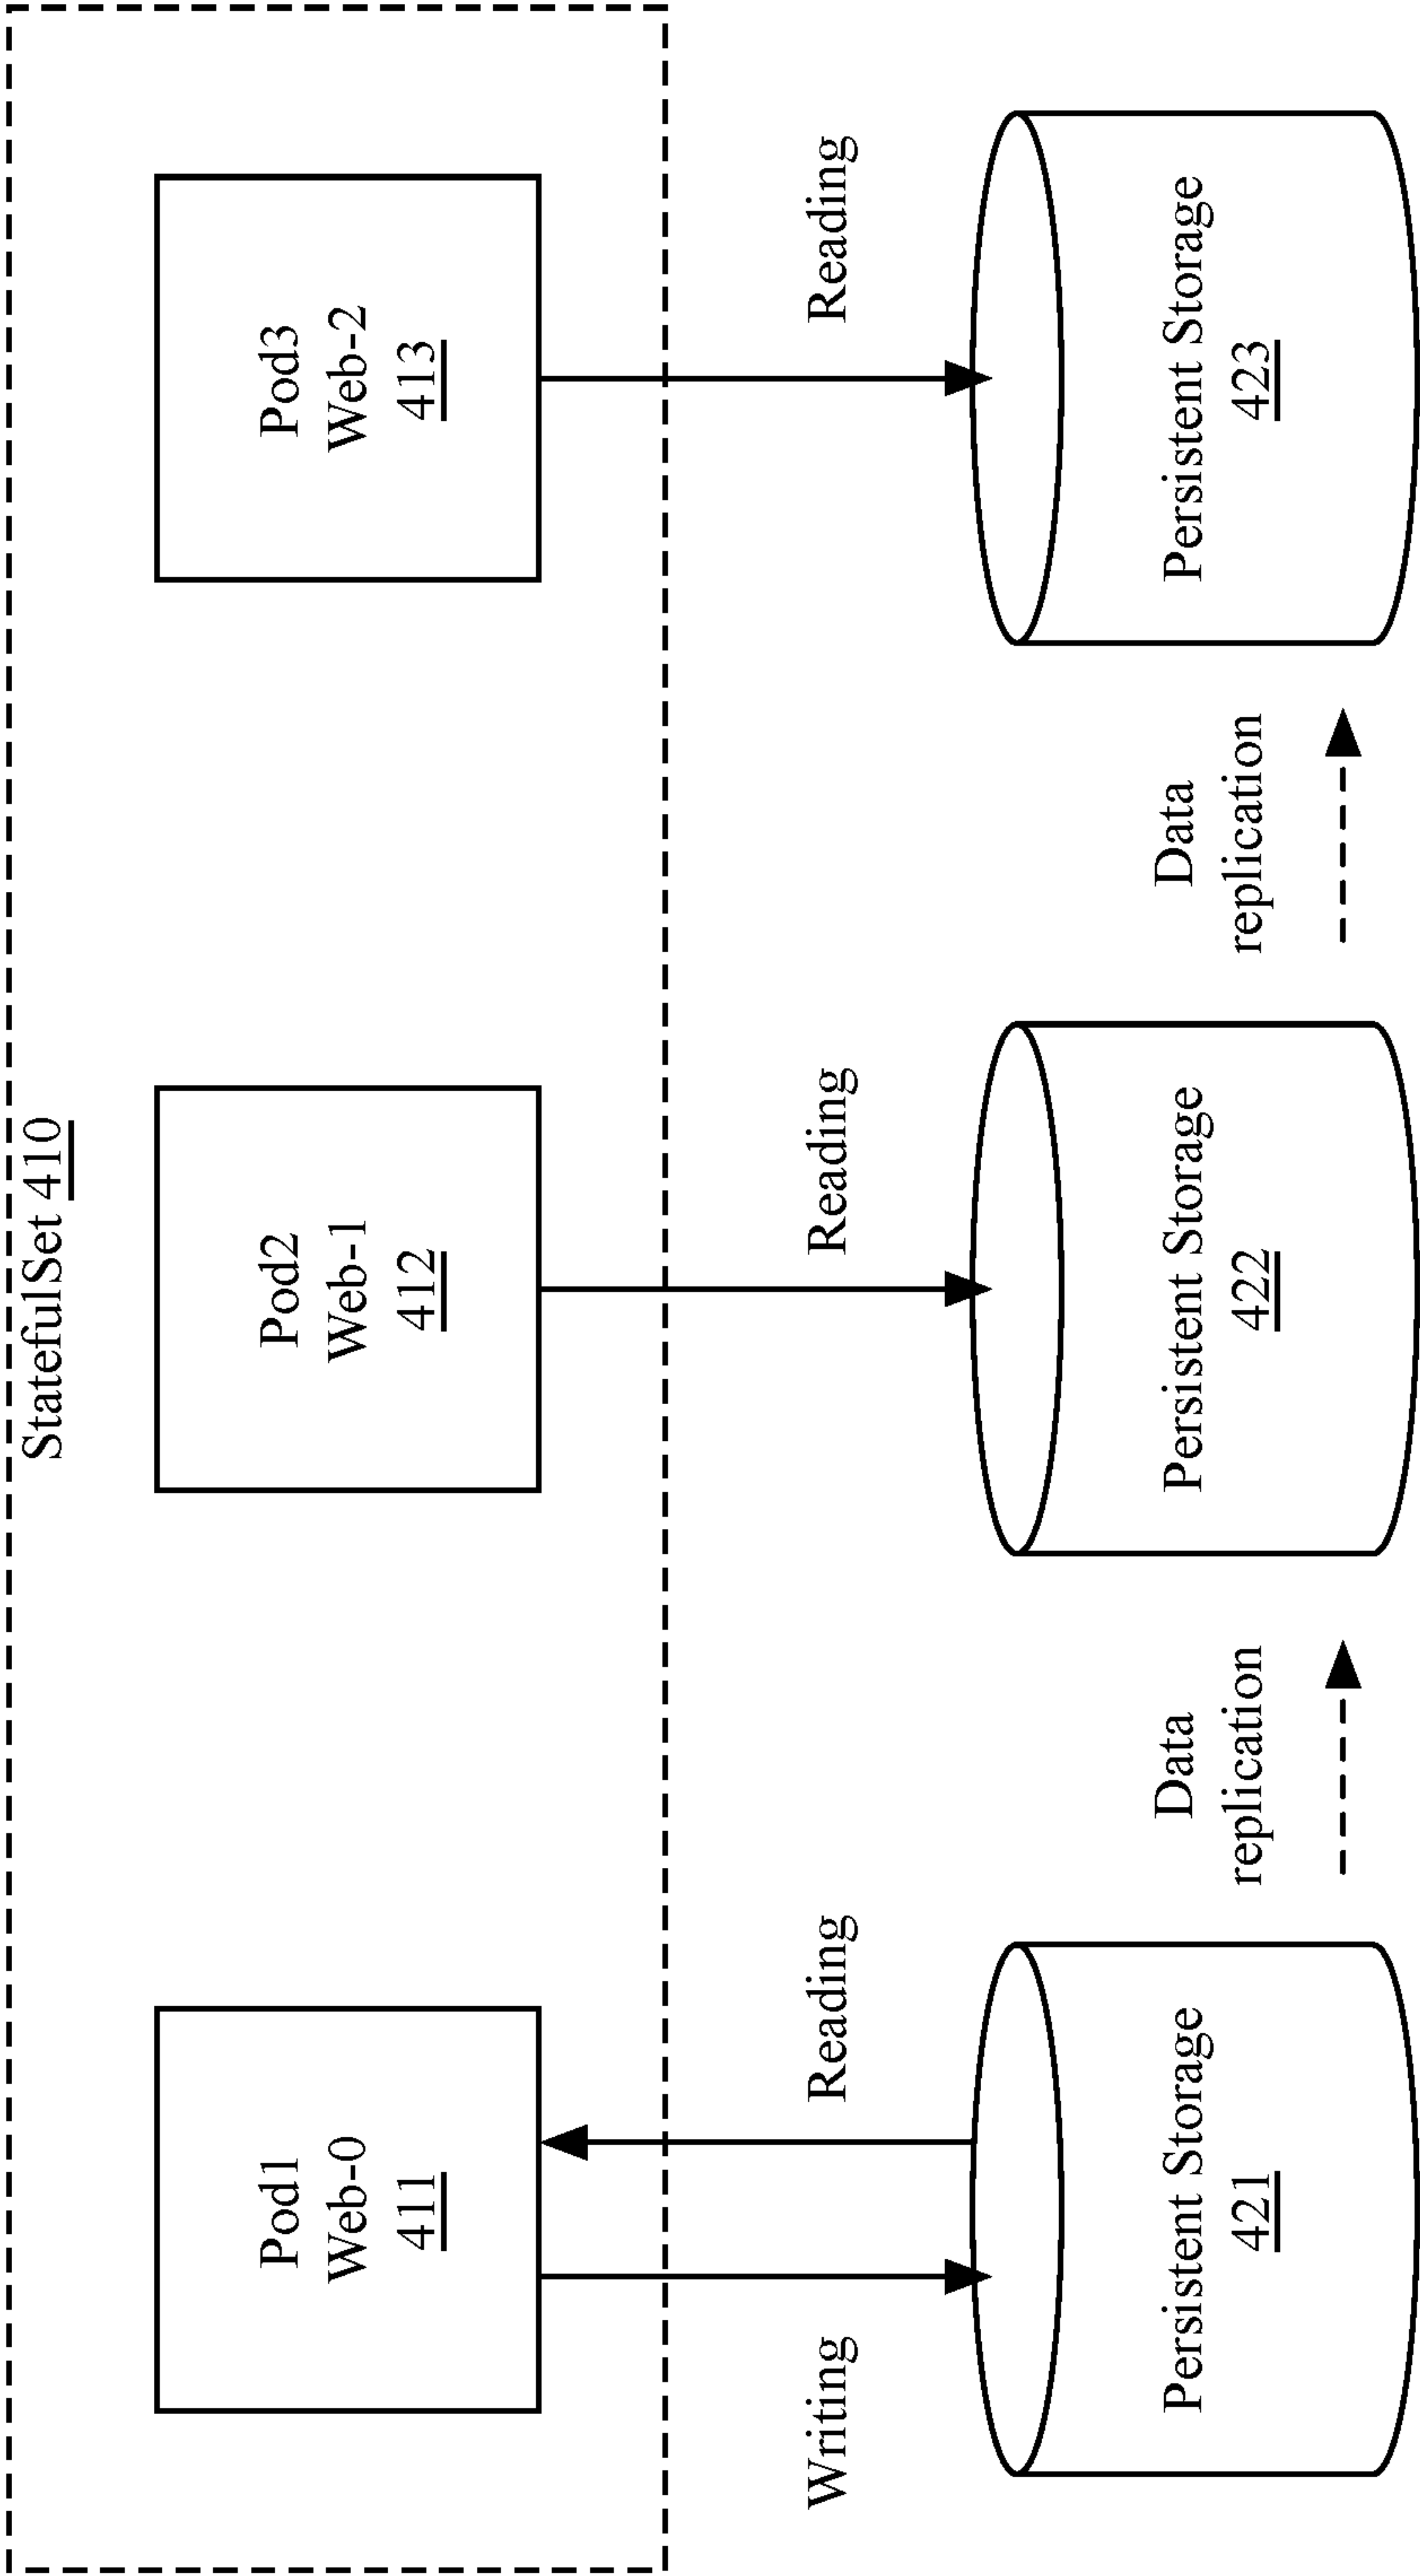 StatefulSet 410
Pod1
Web-0
411
Pod2
Web-1
412
Pod3
Web-2
413
Writing
Reading
Reading
Reading
Persistent Storage
421
Data
replication
Persistent Storage
422
Data
replication
Persistent Storage
423